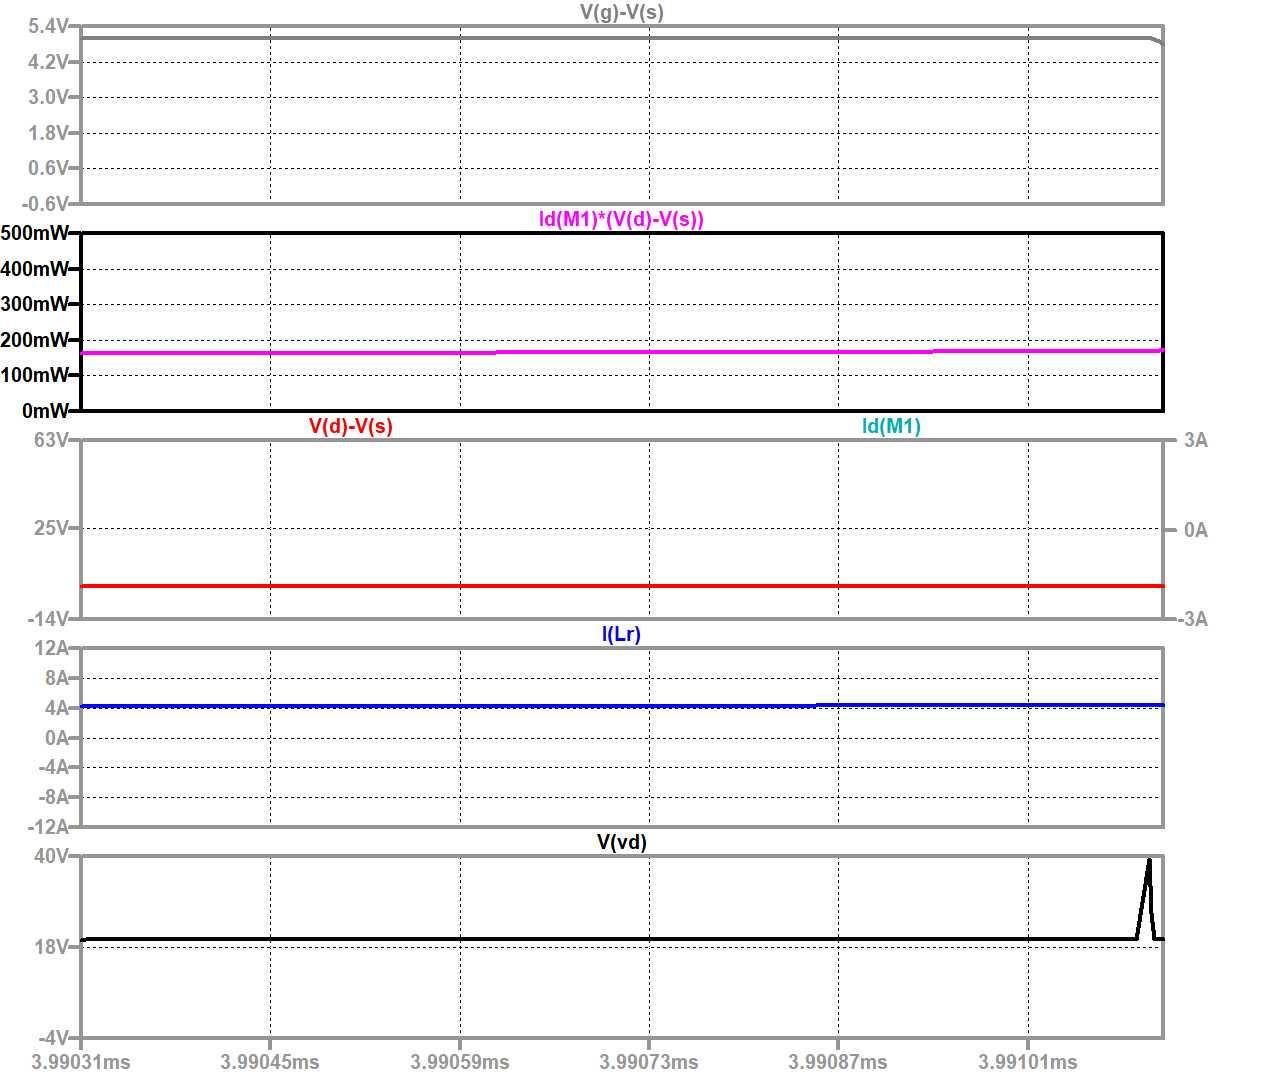 V(g)-V(s)
5.4V
4.2V
3.0V
1.8V
0.6V
-0.6V
Id(M1)*(V(d)-V(s))
500mW
400mW
300mW
200mW
100mW
0mW
V(d)-V(s) Id(M1)
63V 3A
25V 0A
-14V -3A
I(Lr)
12A
8A
4A
0A
-4A
-8A
-12A
V(vd)
40V
18V
-4V
3.99031ms 3.99045ms 3.99059ms 3.99073ms 3.99087ms 3.99101ms